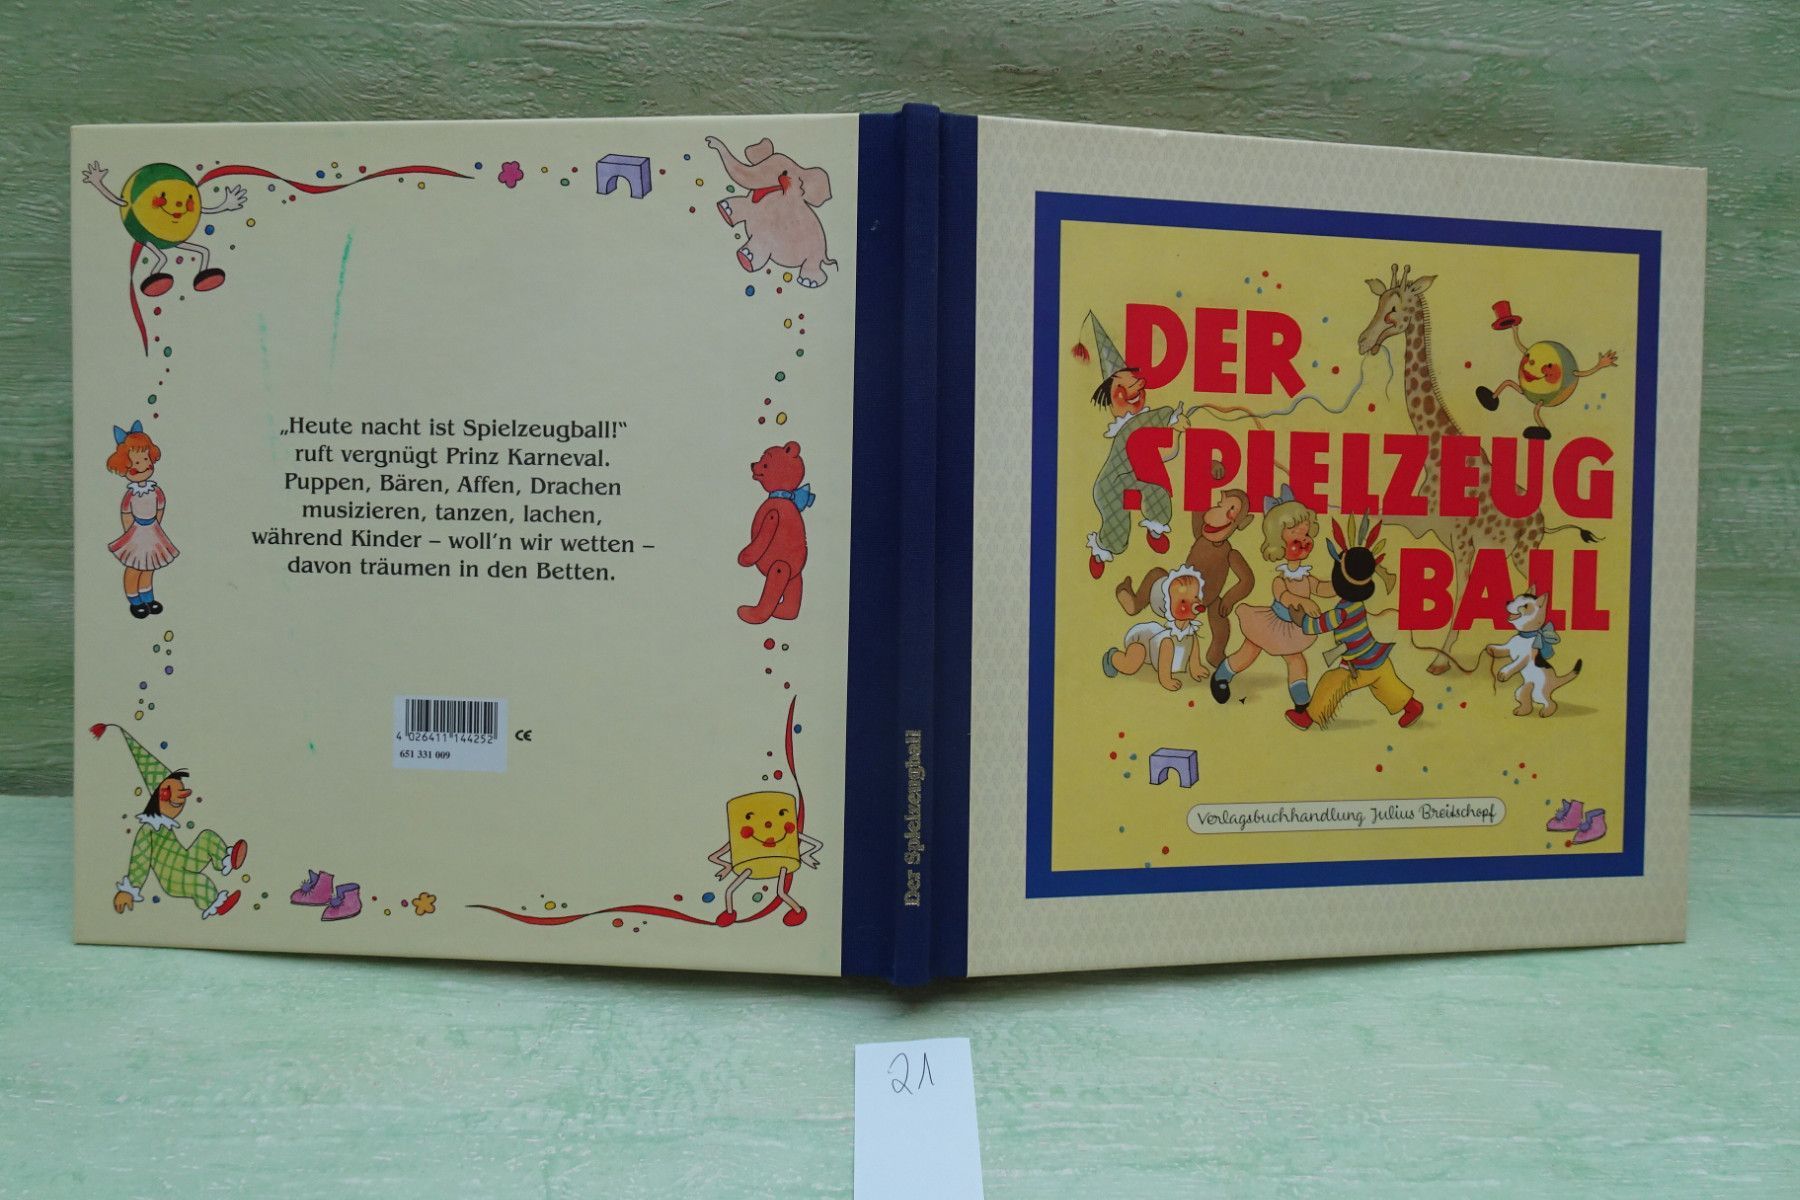 „Heute nacht ist Spielzeugball!“
ruft vergnügt Prinz Karneval.
Puppen, Bären, Affen, Drachen
musizieren, tanzen, lachen,
während Kinder – woll'n wir wetten –
davon träumen in den Betten.
4 026411 144252
CE
651 331 009
Der Spielzeugball
DER
SPIELZEUG
BALL
Verlagsbuchhandlung Julius Breitschopf
21